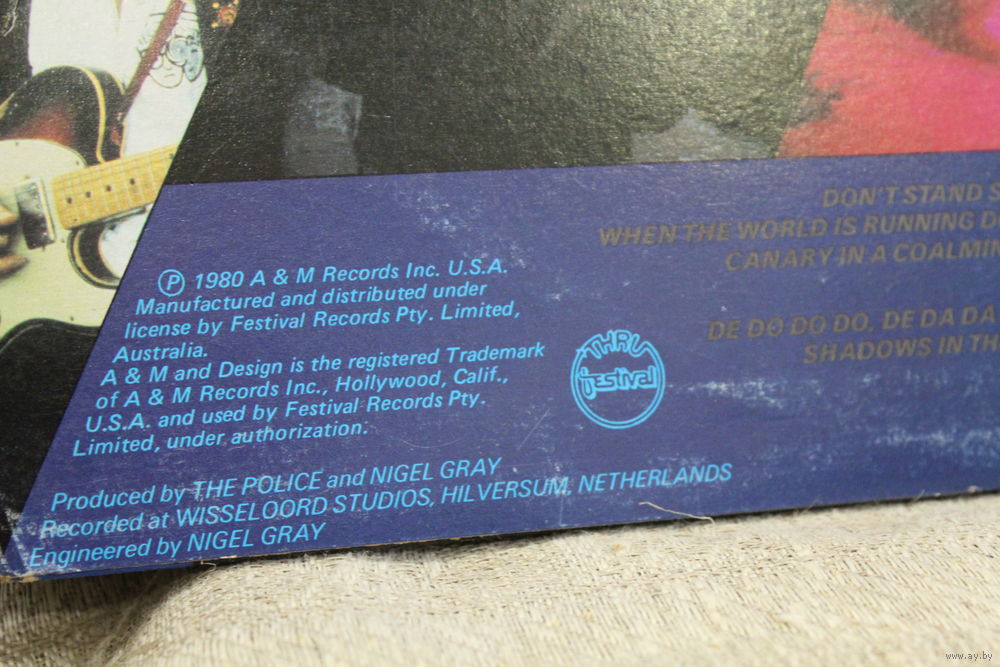 DON'T STAND
WHEN THE WORLD IS RUNNING
CANARY IN A
DE DO DO DO, DE DA DA
SHADOWS IN
Ⓟ 1980 A & M Records Inc. U.S.A.
Manufactured and distributed under
license by Festival Records Pty. Limited,
Australia.
A & M and Design is the registered Trademark
of A & M Records Inc., Hollywood, Calif.,
U.S.A. and used by Festival Records Pty.
Limited, under authorization.
THRU
festival
Produced by THE POLICE and NIGEL GRAY
Recorded at WISSELOORD STUDIOS, HILVERSUM, NETHERLANDS
Engineered by NIGEL GRAY
www.ay.by